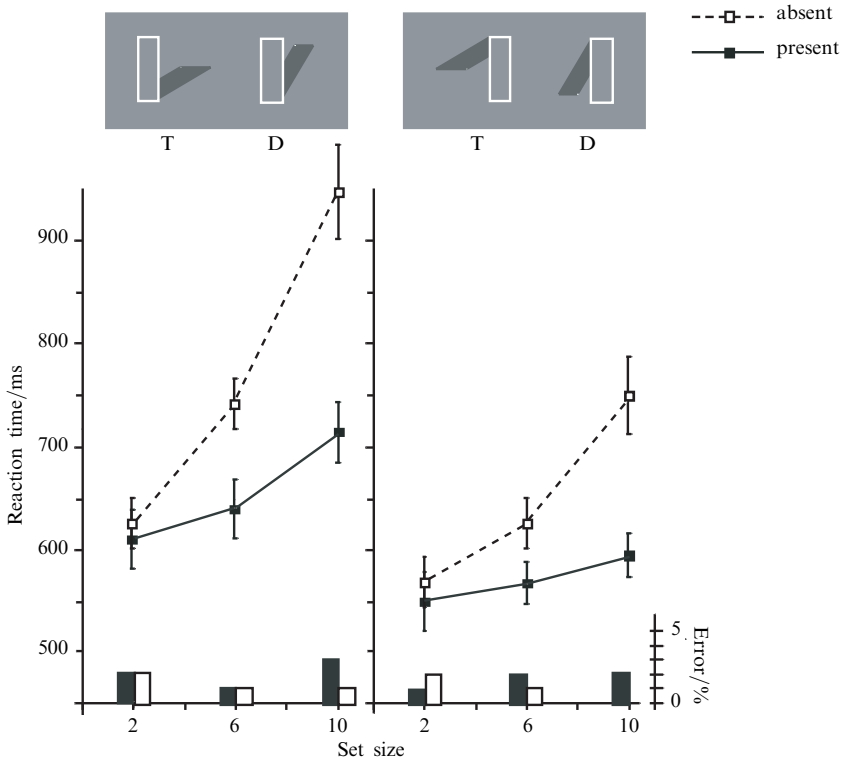 absent
present
T
D
T
D
900
800
700
600
500
Reaction time/ms
5
0
Error/%
2
6
10
2
6
10
Set size